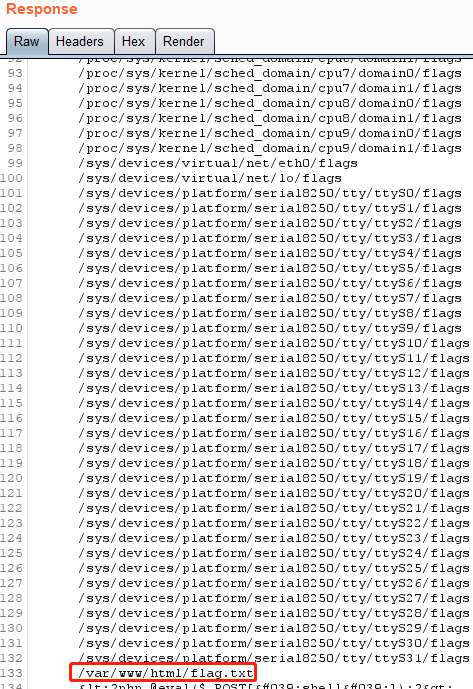 Response
Raw Headers Hex Render
92 /proc/sys/kernel/sched_domain/cpu6/domain1/flags
93 /proc/sys/kernel/sched_domain/cpu7/domain0/flags
94 /proc/sys/kernel/sched_domain/cpu7/domain1/flags
95 /proc/sys/kernel/sched_domain/cpu8/domain0/flags
96 /proc/sys/kernel/sched_domain/cpu8/domain1/flags
97 /proc/sys/kernel/sched_domain/cpu9/domain0/flags
98 /proc/sys/kernel/sched_domain/cpu9/domain1/flags
99 /sys/devices/virtual/net/eth0/flags
100 /sys/devices/virtual/net/lo/flags
101 /sys/devices/platform/serial8250/tty/ttyS0/flags
102 /sys/devices/platform/serial8250/tty/ttyS1/flags
103 /sys/devices/platform/serial8250/tty/ttyS2/flags
104 /sys/devices/platform/serial8250/tty/ttyS3/flags
105 /sys/devices/platform/serial8250/tty/ttyS4/flags
106 /sys/devices/platform/serial8250/tty/ttyS5/flags
107 /sys/devices/platform/serial8250/tty/ttyS6/flags
108 /sys/devices/platform/serial8250/tty/ttyS7/flags
109 /sys/devices/platform/serial8250/tty/ttyS8/flags
110 /sys/devices/platform/serial8250/tty/ttyS9/flags
111 /sys/devices/platform/serial8250/tty/ttyS10/flags
112 /sys/devices/platform/serial8250/tty/ttyS11/flags
113 /sys/devices/platform/serial8250/tty/ttyS12/flags
114 /sys/devices/platform/serial8250/tty/ttyS13/flags
115 /sys/devices/platform/serial8250/tty/ttyS14/flags
116 /sys/devices/platform/serial8250/tty/ttyS15/flags
117 /sys/devices/platform/serial8250/tty/ttyS16/flags
118 /sys/devices/platform/serial8250/tty/ttyS17/flags
119 /sys/devices/platform/serial8250/tty/ttyS18/flags
120 /sys/devices/platform/serial8250/tty/ttyS19/flags
121 /sys/devices/platform/serial8250/tty/ttyS20/flags
122 /sys/devices/platform/serial8250/tty/ttyS21/flags
123 /sys/devices/platform/serial8250/tty/ttyS22/flags
124 /sys/devices/platform/serial8250/tty/ttyS23/flags
125 /sys/devices/platform/serial8250/tty/ttyS24/flags
126 /sys/devices/platform/serial8250/tty/ttyS25/flags
127 /sys/devices/platform/serial8250/tty/ttyS26/flags
128 /sys/devices/platform/serial8250/tty/ttyS27/flags
129 /sys/devices/platform/serial8250/tty/ttyS28/flags
130 /sys/devices/platform/serial8250/tty/ttyS29/flags
131 /sys/devices/platform/serial8250/tty/ttyS30/flags
132 /sys/devices/platform/serial8250/tty/ttyS31/flags
133 /var/www/html/flag.txt
134